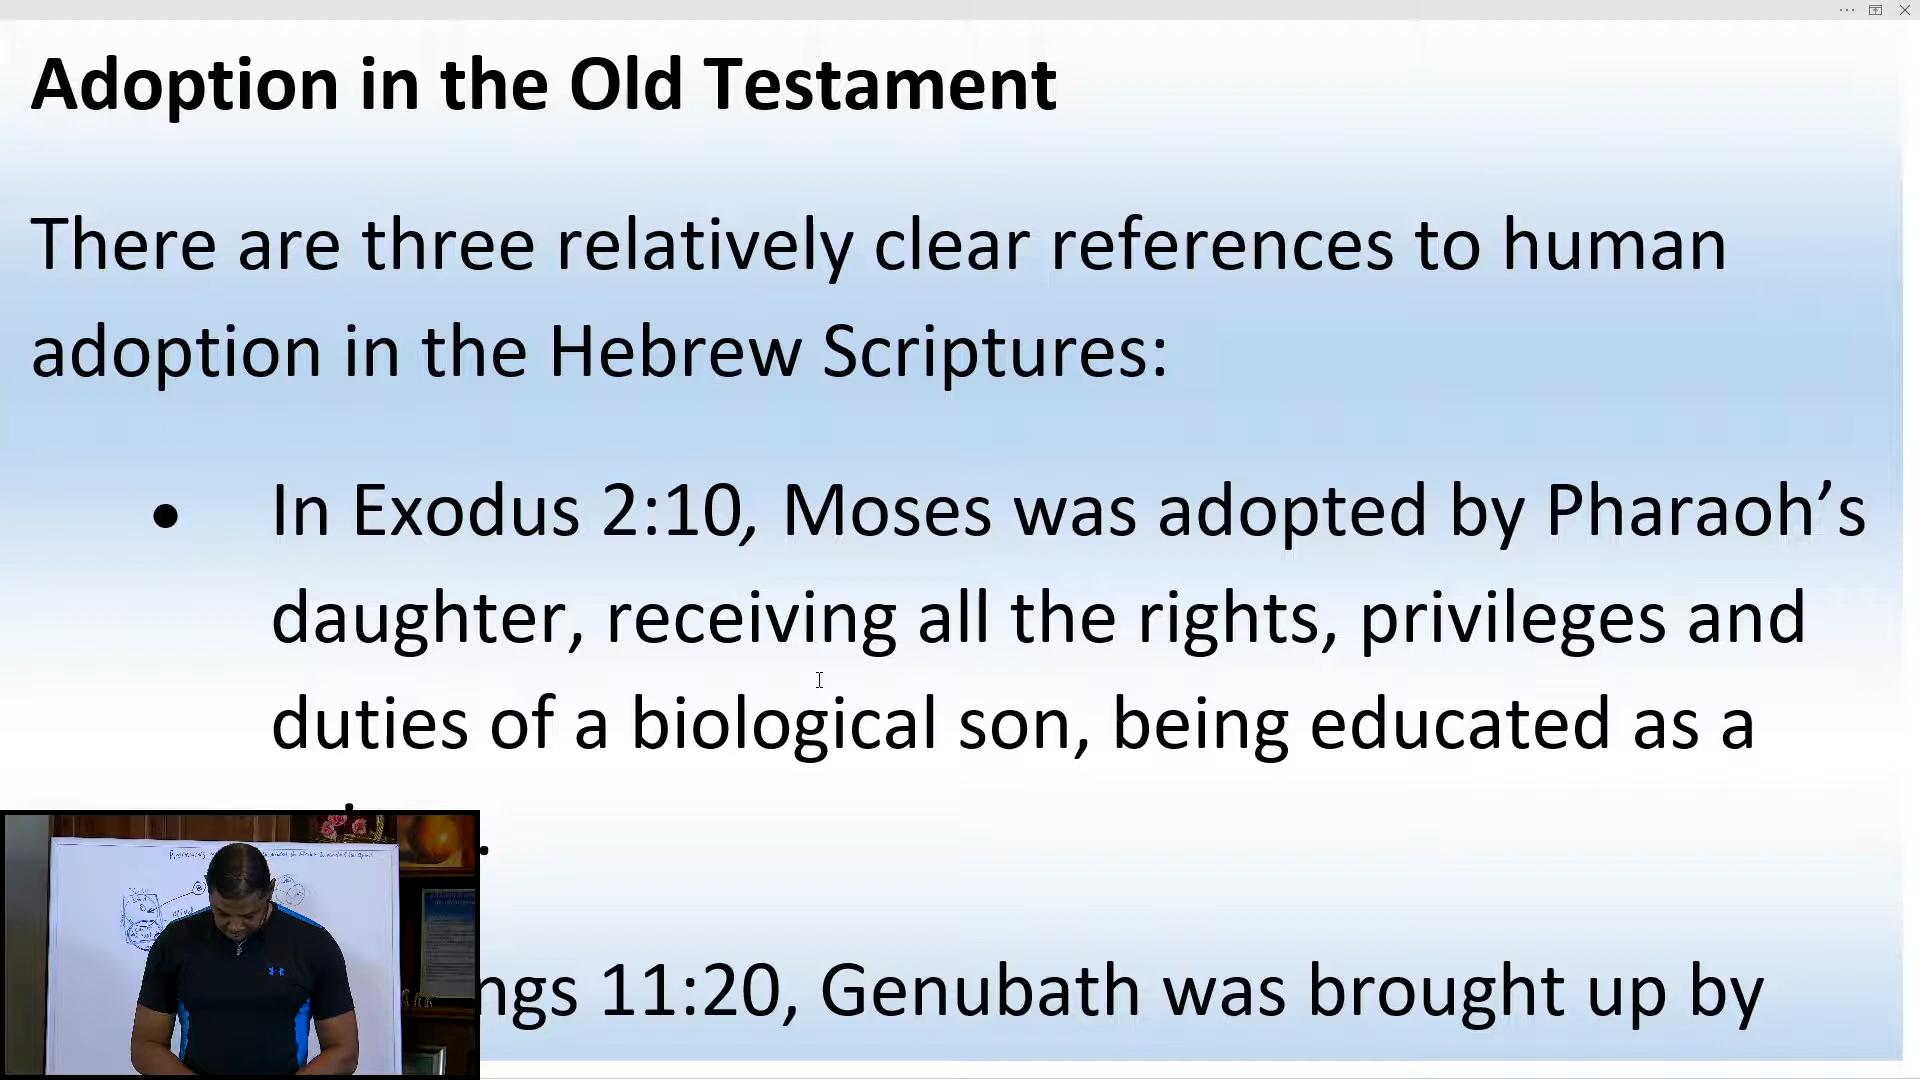 Adoption in the Old Testament
There are three relatively clear references to human
adoption in the Hebrew Scriptures:
• In Exodus 2:10, Moses was adopted by Pharaoh’s
daughter, receiving all the rights, privileges and
duties of a biological son, being educated as a
ngs 11:20, Genubath was brought up by